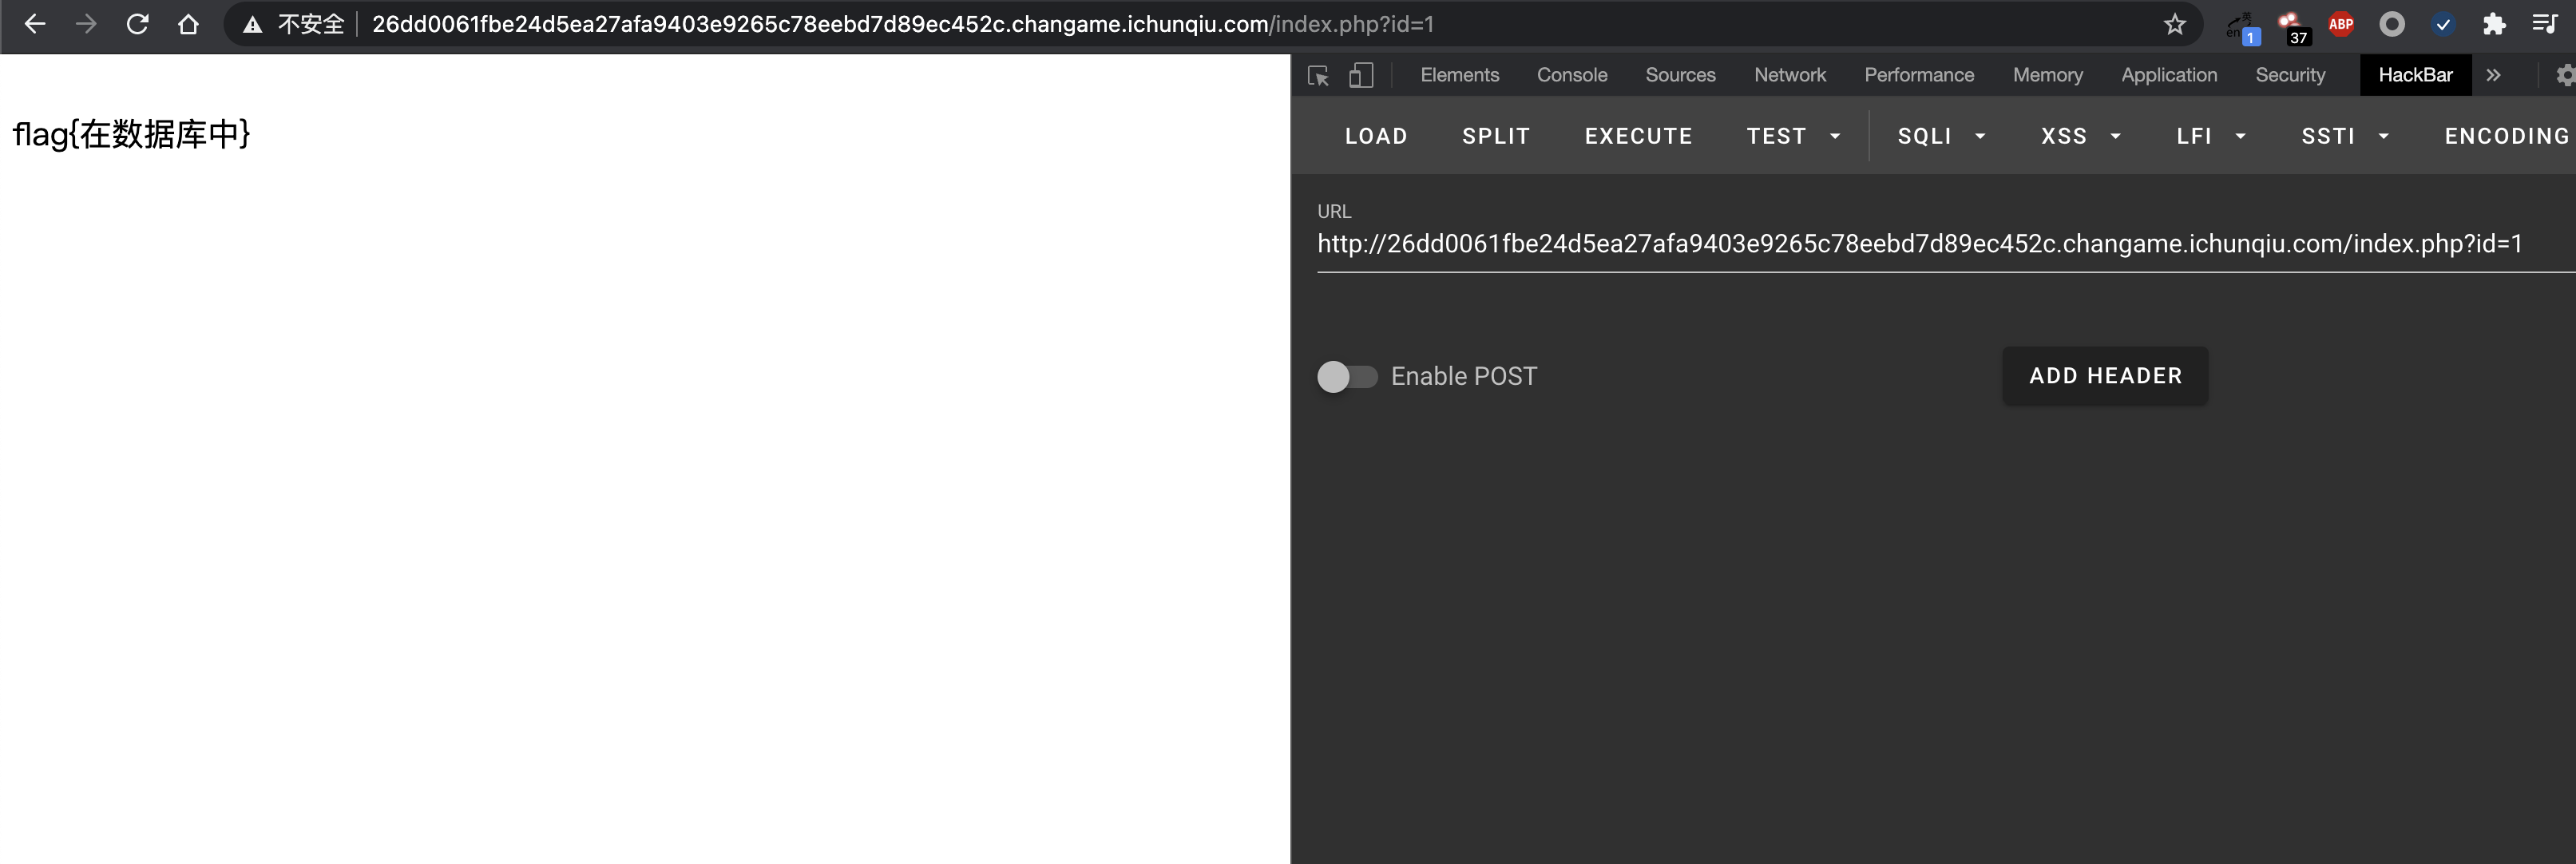 不安全 26dd0061fbe24d5ea27afa9403e9265c78eebd7d89ec452c.changame.ichunqiu.com/index.php?id=1
英 en 1 37 ABP
flag{在数据库中}
Elements Console Sources Network Performance Memory Application Security HackBar »
LOAD SPLIT EXECUTE TEST SQLI XSS LFI SSTI ENCODING
URL
http://26dd0061fbe24d5ea27afa9403e9265c78eebd7d89ec452c.changame.ichunqiu.com/index.php?id=1
Enable POST ADD HEADER